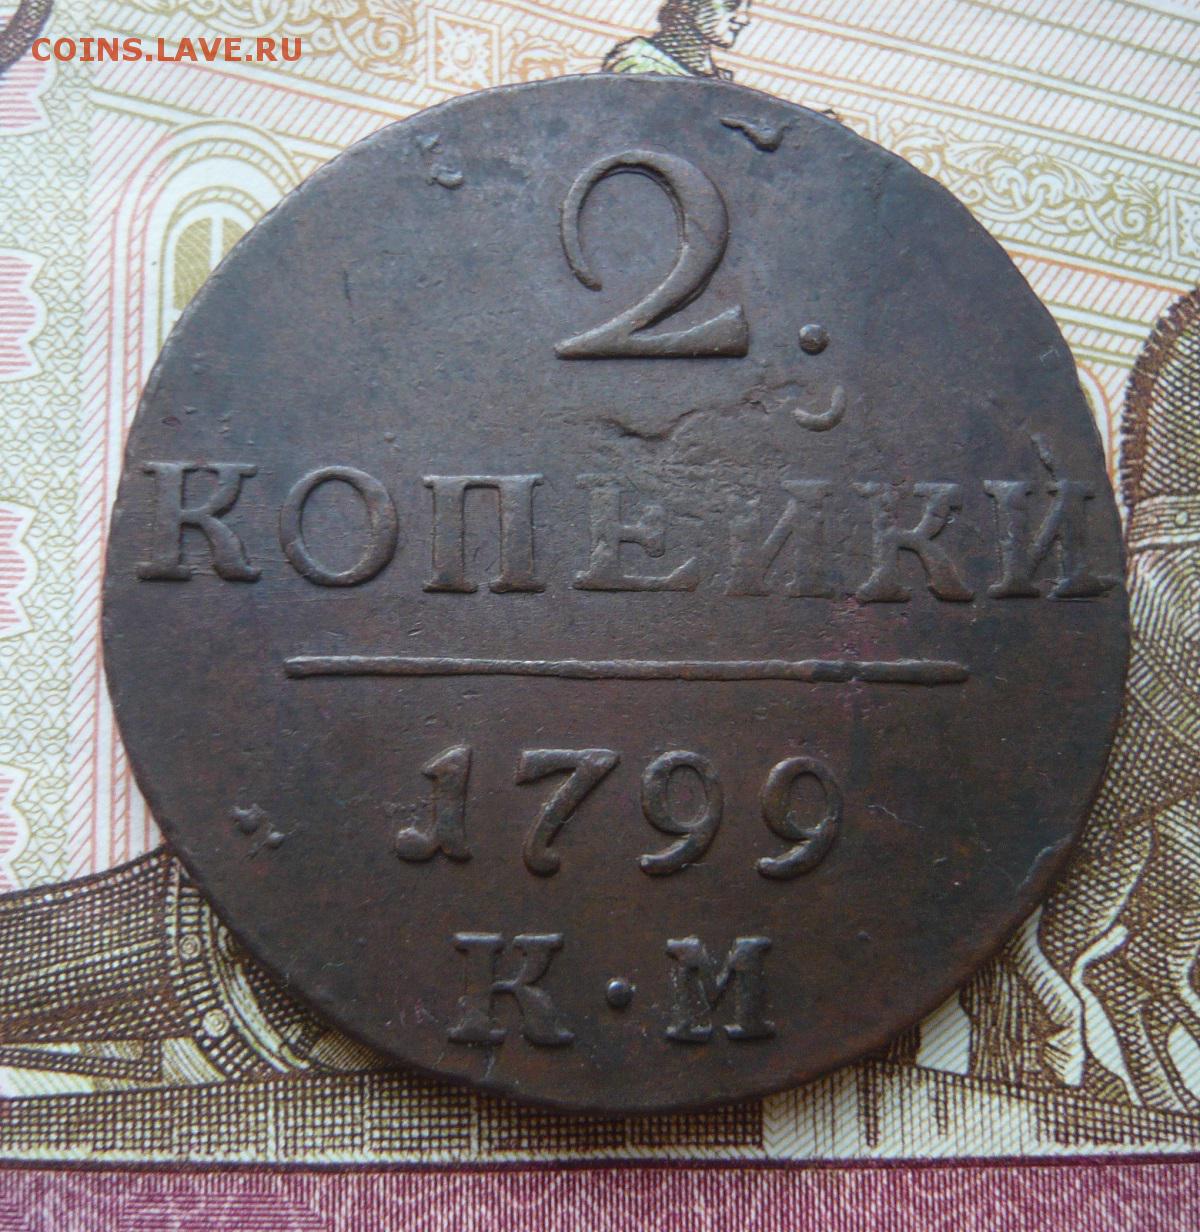 COINS.LAVE.RU
2.
КОПЕЙКИ
1799
К·М